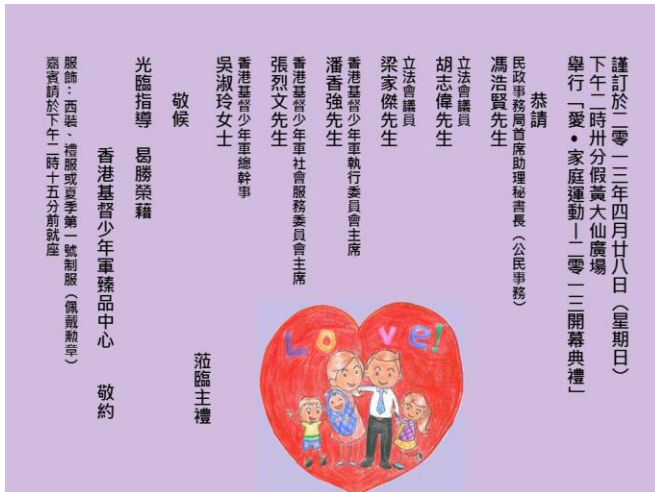 謹訂於二零一三年四月廿八日（星期日）
下午二時卅分假黃大仙廣場
舉行「愛•家庭運動—二零一三開幕典禮」
恭請
民政事務局首席助理秘書長（公民事務）
馮浩賢先生
立法會議員
胡志偉先生
立法會議員
梁家傑先生
香港基督少年軍執行委員會主席
潘香強先生
香港基督少年軍社會服務委員會主席
張烈文先生
香港基督少年軍總幹事
吳淑玲女士
蒞臨主禮
敬候
光臨指導 曷勝榮藉
香港基督少年軍臻品中心 敬約
服飾：西裝、禮服或夏季第一號制服（佩戴勳章）
嘉賓請於下午二時十五分前就座
Love!